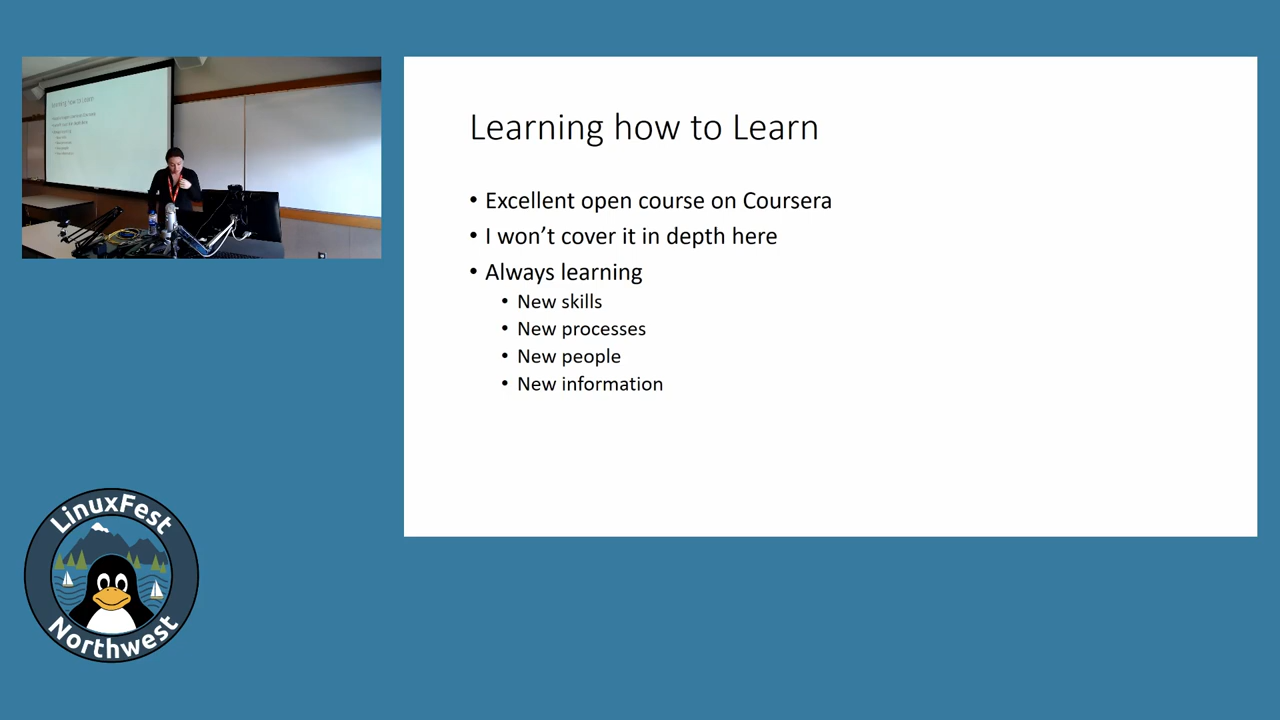 Learning how to Learn
• Excellent open course on Coursera
• I won’t cover it in depth here
• Always learning
• New skills
• New processes
• New people
• New information
LinuxFest
Northwest